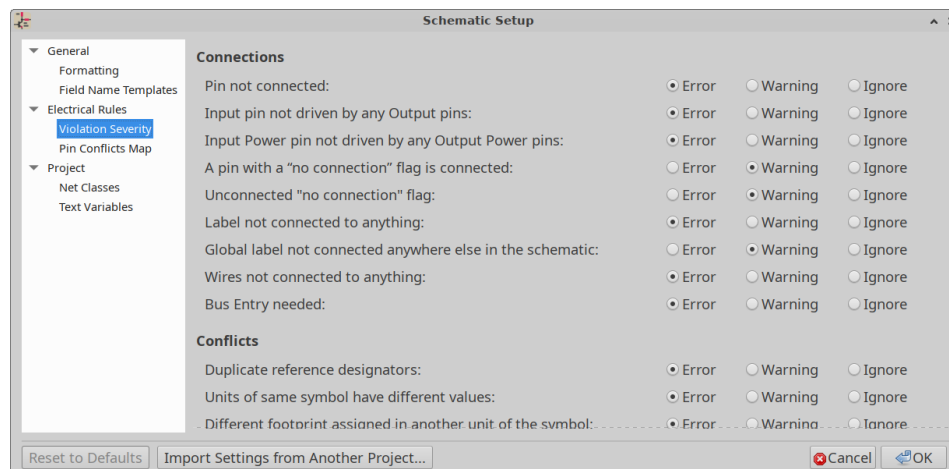 Schematic Setup
General
Formatting
Field Name Templates
Electrical Rules
Violation Severity
Pin Conflicts Map
Project
Net Classes
Text Variables
Connections
Pin not connected: Error Warning Ignore
Input pin not driven by any Output pins: Error Warning Ignore
Input Power pin not driven by any Output Power pins: Error Warning Ignore
A pin with a “no connection” flag is connected: Error Warning Ignore
Unconnected "no connection" flag: Error Warning Ignore
Label not connected to anything: Error Warning Ignore
Global label not connected anywhere else in the schematic: Error Warning Ignore
Wires not connected to anything: Error Warning Ignore
Bus Entry needed: Error Warning Ignore
Conflicts
Duplicate reference designators: Error Warning Ignore
Units of same symbol have different values: Error Warning Ignore
Different footprint assigned in another unit of the symbol: Error Warning Ignore
Reset to Defaults Import Settings from Another Project... Cancel OK